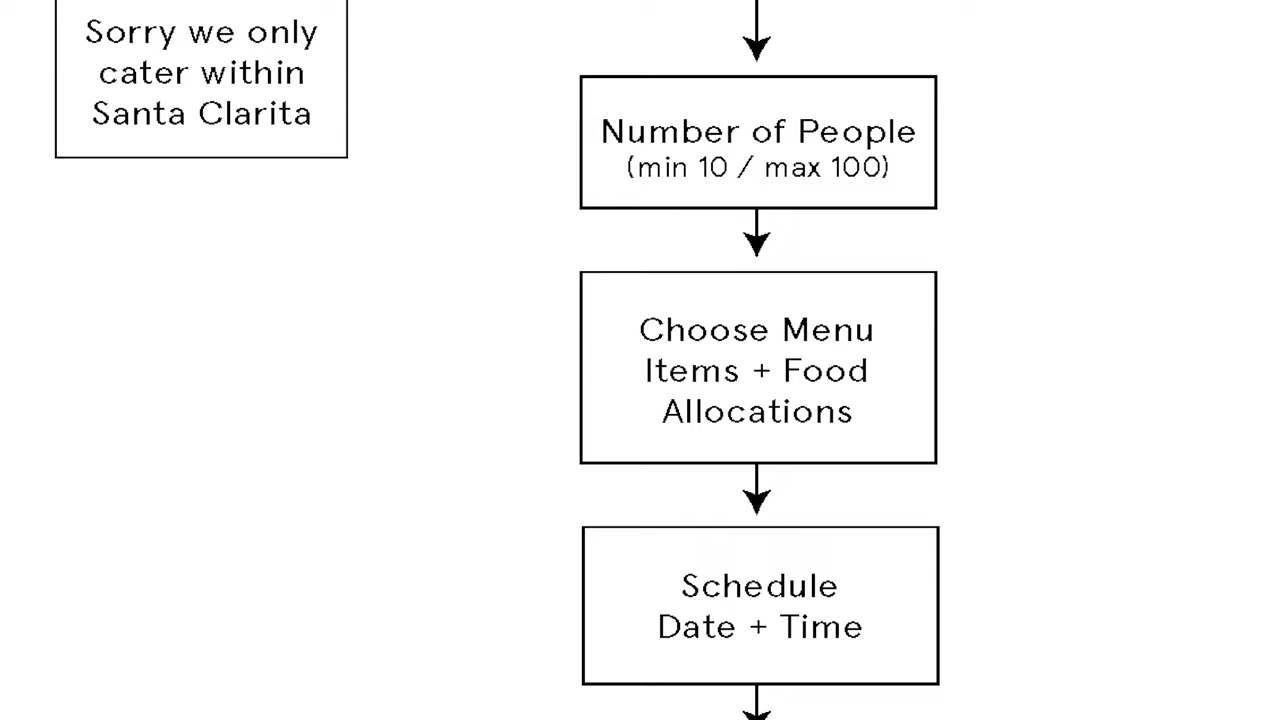 Sorry we only
cater within
Santa Clarita
Number of People
(min 10 / max 100)
Choose Menu
Items + Food
Allocations
Schedule
Date + Time